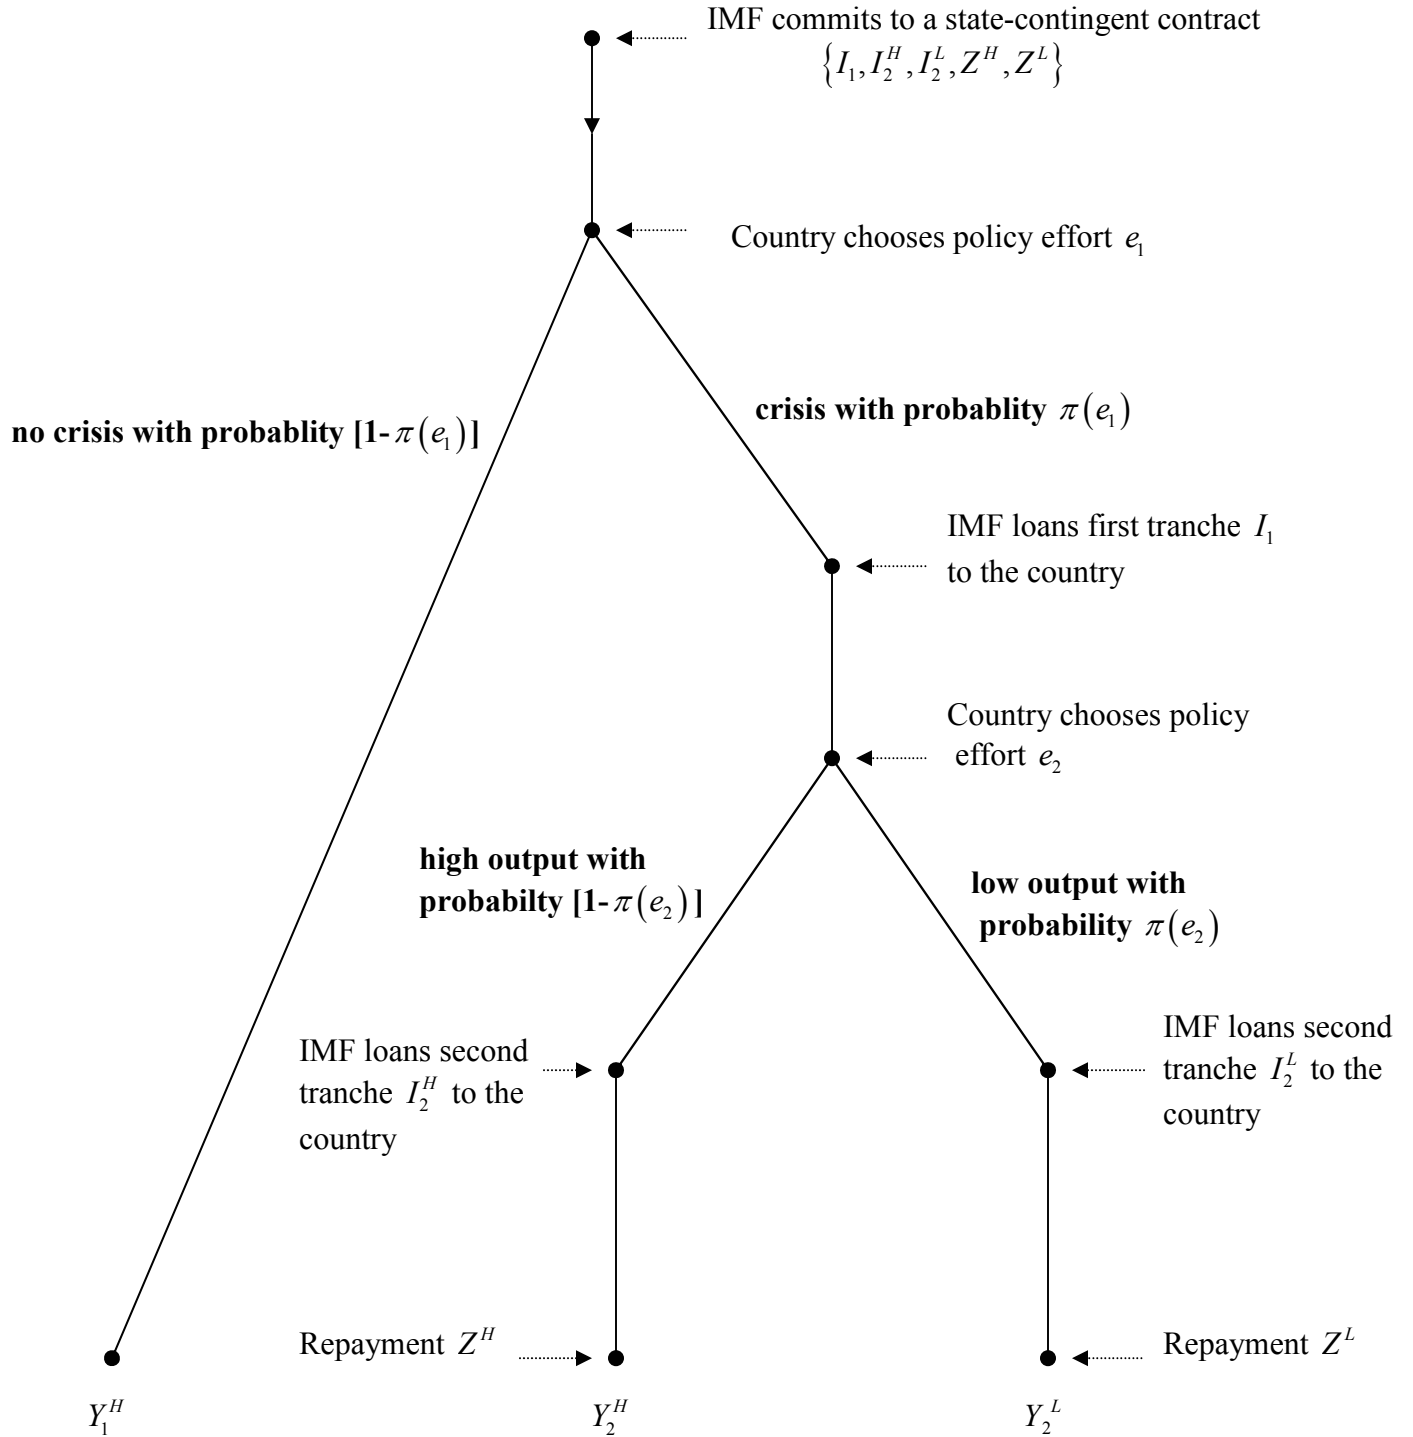 IMF commits to a state-contingent contract
{I₁, I₂ᴴ, I₂ᴸ, Zᴴ, Zᴸ}
Country chooses policy effort e₁
no crisis with probablity [1-π(e₁)]
crisis with probablity π(e₁)
IMF loans first tranche I₁
to the country
Country chooses policy
effort e₂
high output with
probabilty [1-π(e₂)]
low output with
probability π(e₂)
IMF loans second
tranche I₂ᴴ to the
country
IMF loans second
tranche I₂ᴸ to the
country
Repayment Zᴴ
Repayment Zᴸ
Y₁ᴴ
Y₂ᴴ
Y₂ᴸ